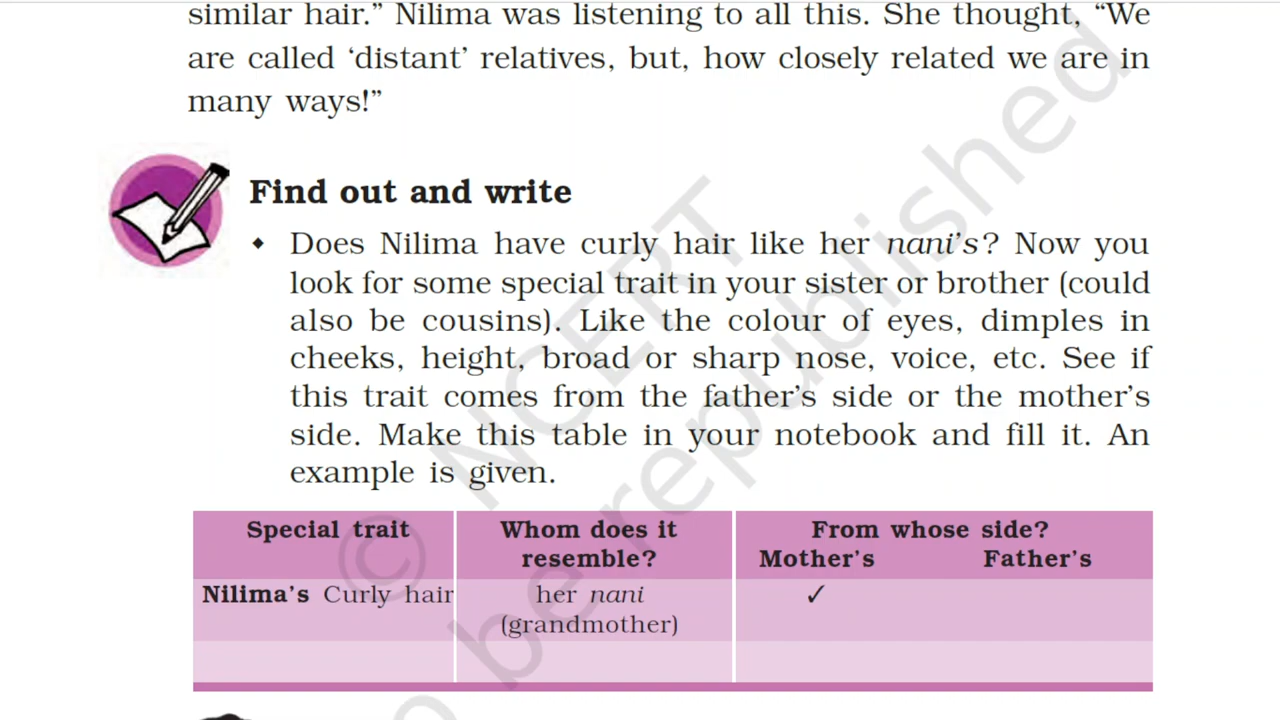 similar hair.” Nilima was listening to all this. She thought, “We
are called ‘distant’ relatives, but, how closely related we are in
many ways!”
Find out and write
◆ Does Nilima have curly hair like her nani’s? Now you
look for some special trait in your sister or brother (could
also be cousins). Like the colour of eyes, dimples in
cheeks, height, broad or sharp nose, voice, etc. See if
this trait comes from the father’s side or the mother’s
side. Make this table in your notebook and fill it. An
example is given.
Special trait Whom does it resemble? From whose side?
Mother’s Father’s
Nilima’s Curly hair her nani (grandmother) ✓
© NCERT
be republished